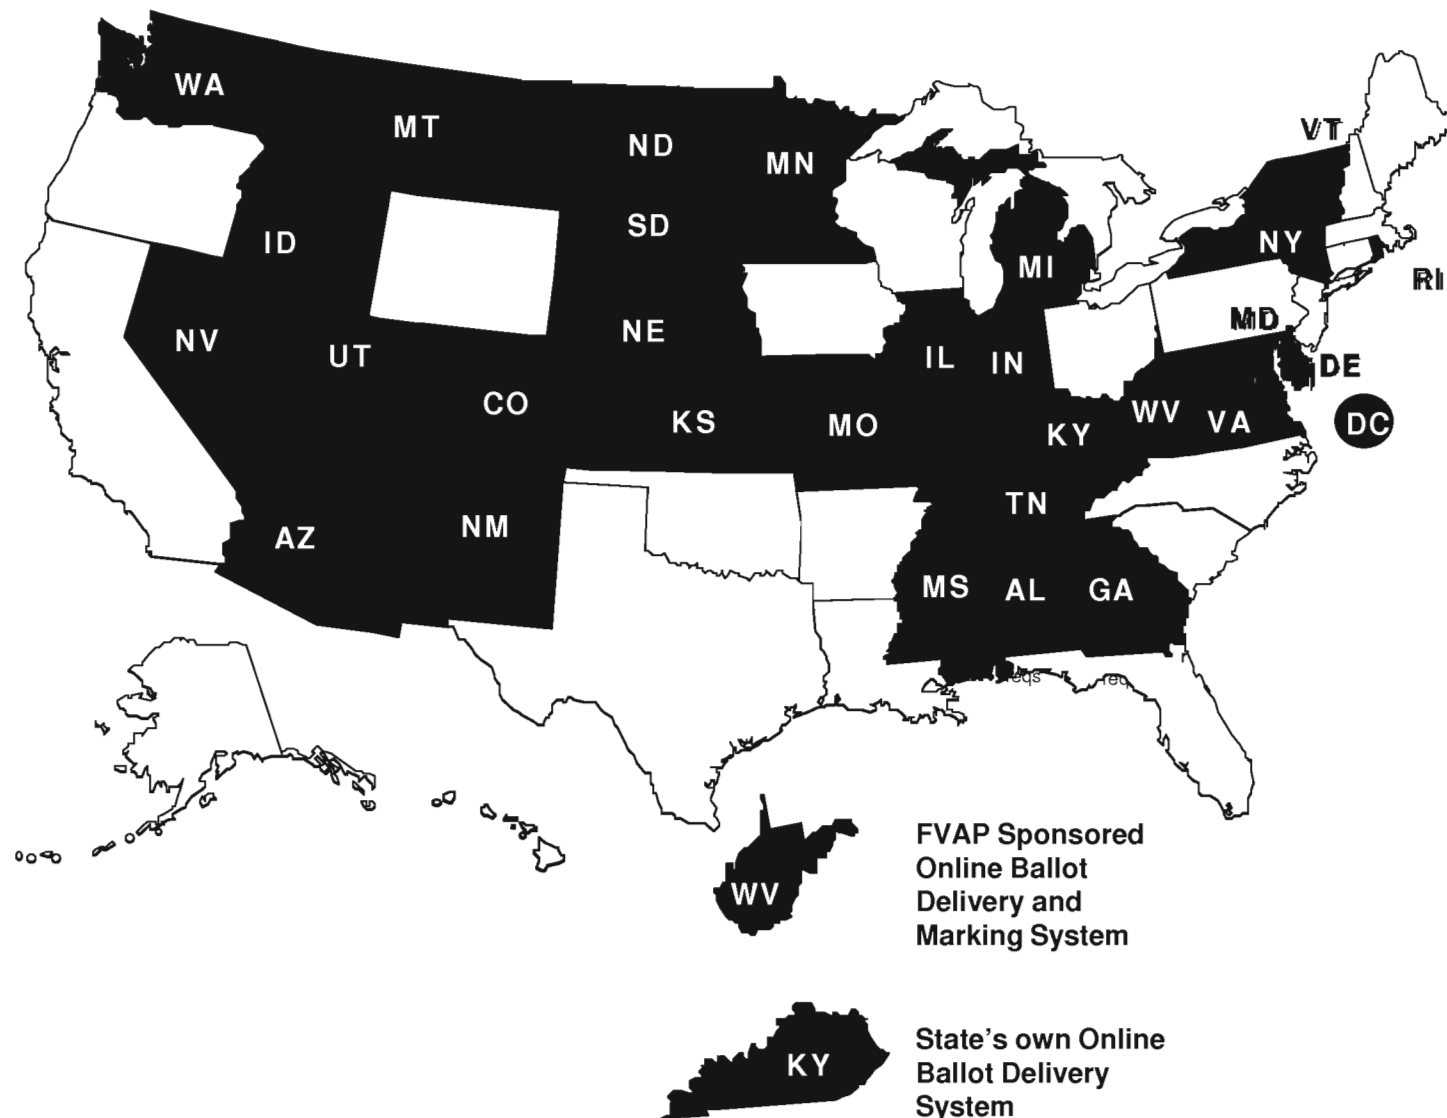 WA
MT
ND
MN
VT
ID
SD
MI
NY
RI
NV
UT
NE
IL
IN
MD
DE
CO
KS
MO
KY
WV
VA
DC
AZ
NM
TN
MS
AL
GA
reqs
req
WV
FVAP Sponsored
Online Ballot
Delivery and
Marking System
KY
State's own Online
Ballot Delivery
System